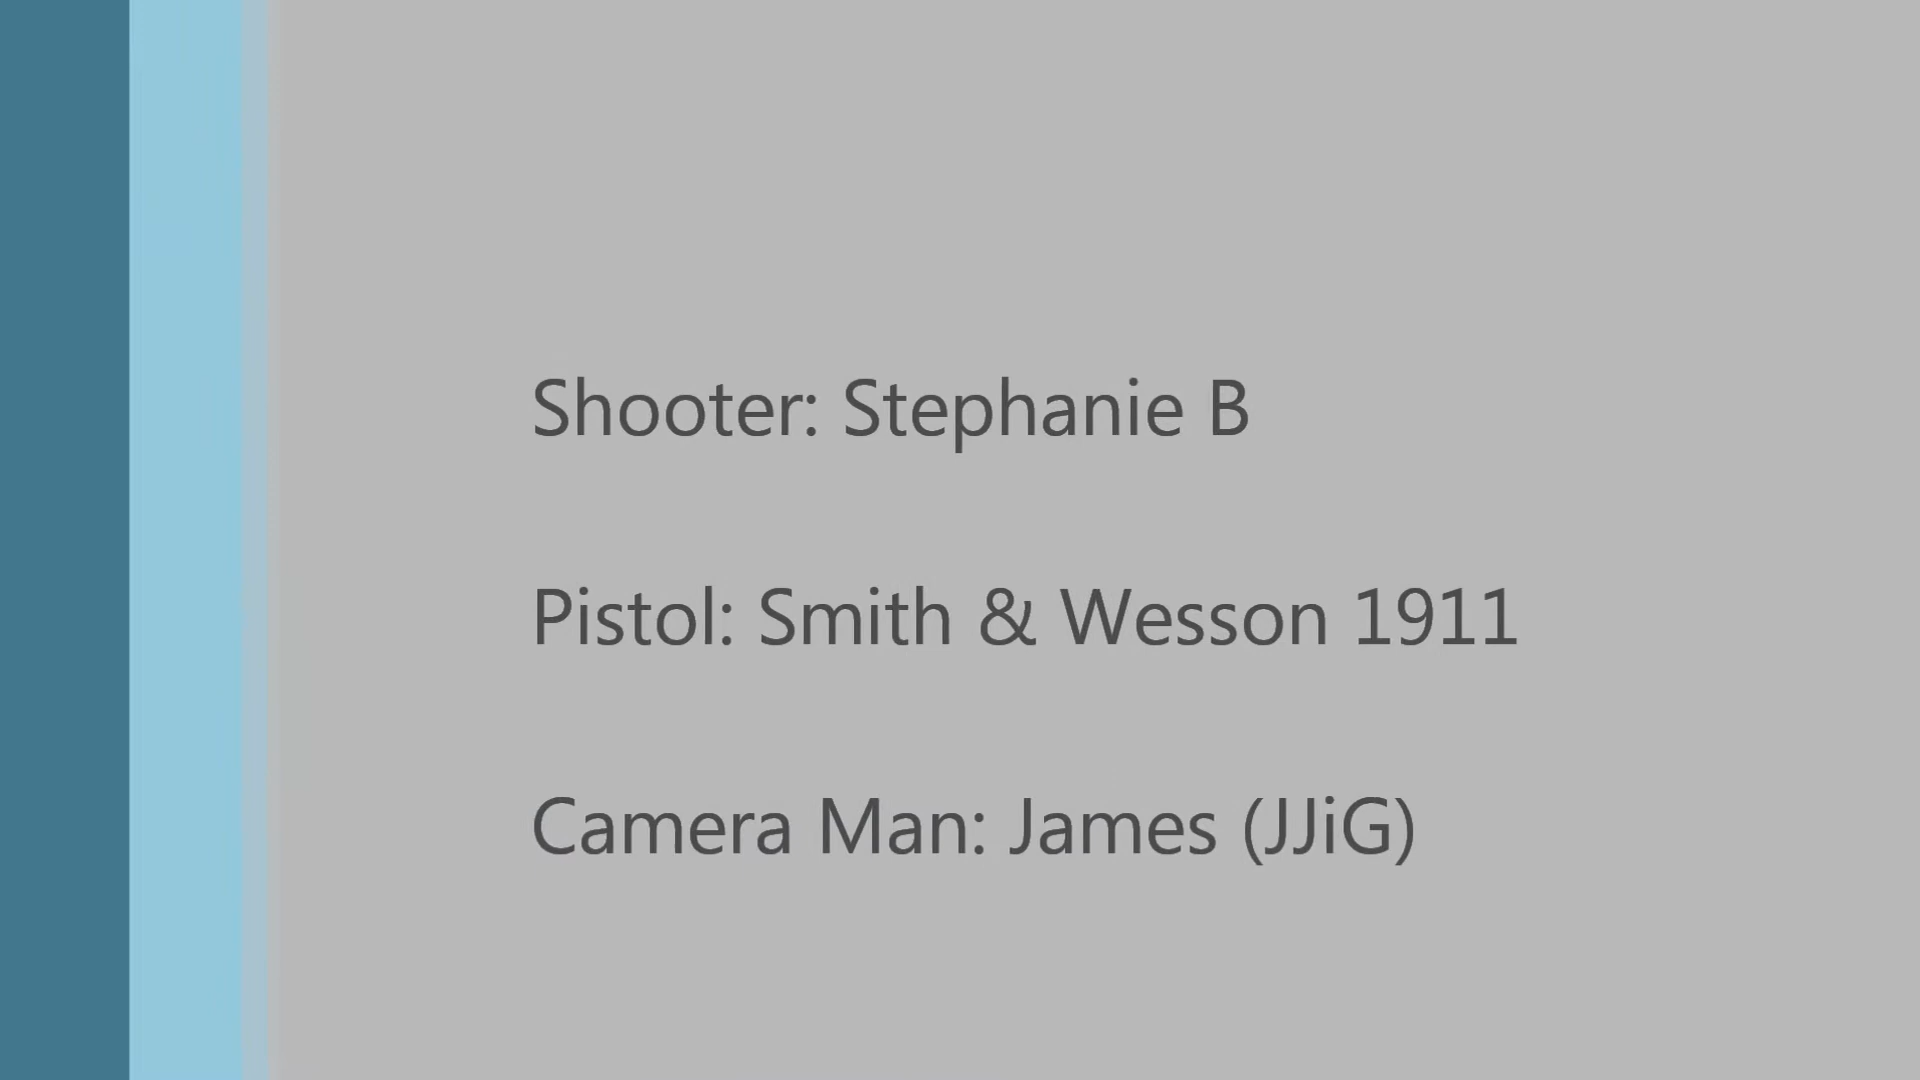 Shooter: Stephanie B
Pistol: Smith & Wesson 1911
Camera Man: James (JJiG)